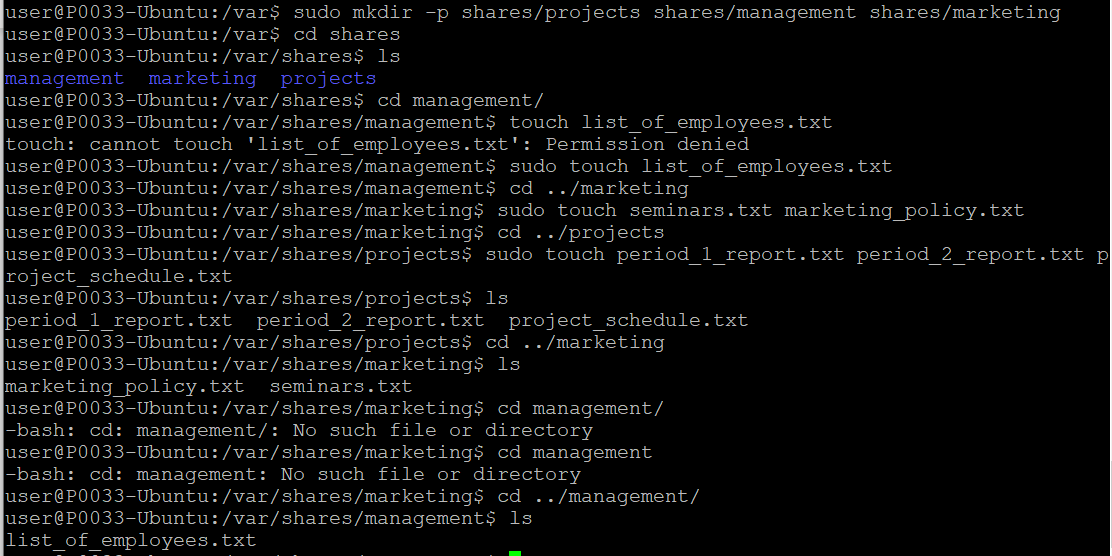 user@P0033-Ubuntu:/var$ sudo mkdir -p shares/projects shares/management shares/marketing
user@P0033-Ubuntu:/var$ cd shares
user@P0033-Ubuntu:/var/shares$ ls
management  marketing  projects
user@P0033-Ubuntu:/var/shares$ cd management/
user@P0033-Ubuntu:/var/shares/management$ touch list_of_employees.txt
touch: cannot touch 'list_of_employees.txt': Permission denied
user@P0033-Ubuntu:/var/shares/management$ sudo touch list_of_employees.txt
user@P0033-Ubuntu:/var/shares/management$ cd ../marketing
user@P0033-Ubuntu:/var/shares/marketing$ sudo touch seminars.txt marketing_policy.txt
user@P0033-Ubuntu:/var/shares/marketing$ cd ../projects
user@P0033-Ubuntu:/var/shares/projects$ sudo touch period_1_report.txt period_2_report.txt p
roject_schedule.txt
user@P0033-Ubuntu:/var/shares/projects$ ls
period_1_report.txt  period_2_report.txt  project_schedule.txt
user@P0033-Ubuntu:/var/shares/projects$ cd ../marketing
user@P0033-Ubuntu:/var/shares/marketing$ ls
marketing_policy.txt  seminars.txt
user@P0033-Ubuntu:/var/shares/marketing$ cd management/
-bash: cd: management/: No such file or directory
user@P0033-Ubuntu:/var/shares/marketing$ cd management
-bash: cd: management: No such file or directory
user@P0033-Ubuntu:/var/shares/marketing$ cd ../management/
user@P0033-Ubuntu:/var/shares/management$ ls
list_of_employees.txt